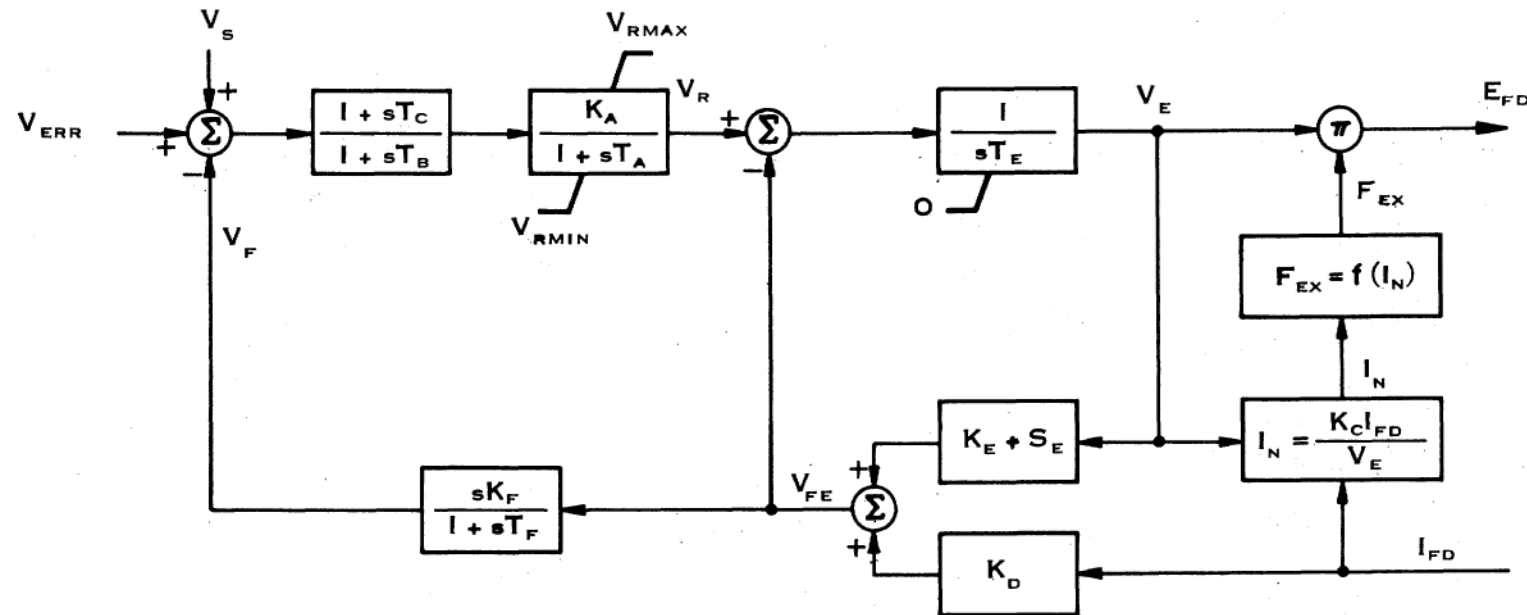 V_S
V_RMAX
V_ERR
+
+
-
Σ
1 + sT_C
1 + sT_B
K_A
1 + sT_A
V_RMIN
V_R
+
-
Σ
1
sT_E
0
V_E
π
E_FD
F_EX
V_F
F_EX = f (I_N)
I_N
K_E + S_E
I_N = K_C I_FD
V_E
sK_F
1 + sT_F
V_FE
+
Σ
+
K_D
I_FD